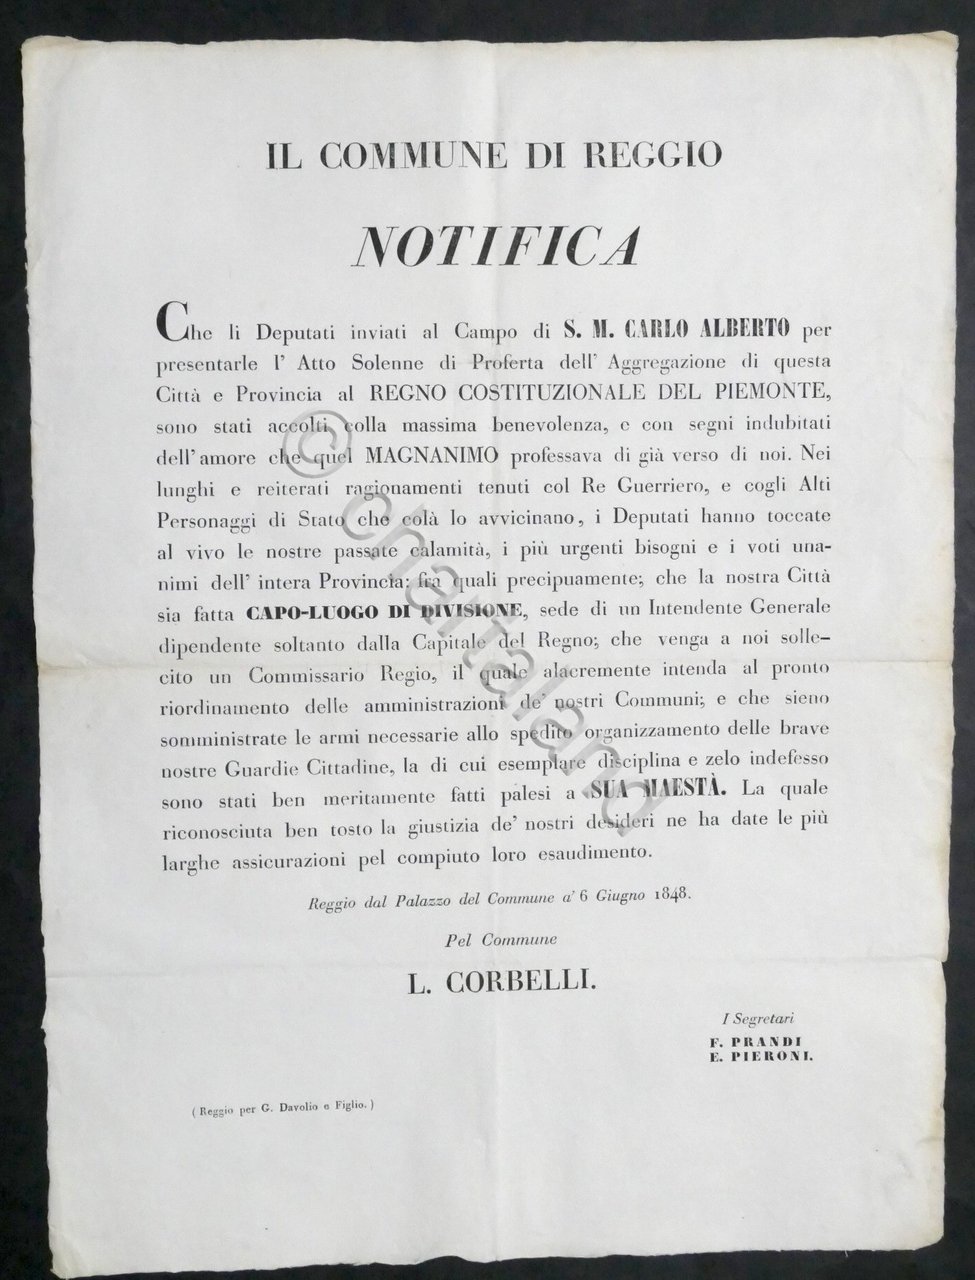 IL COMMUNE DI REGGIO
NOTIFICA
Che li Deputati inviati al Campo di S. M. CARLO ALBERTO per
presentarle l' Atto Solenne di Proferta dell' Aggregazione di questa
Città e Provincia al REGNO COSTITUZIONALE DEL PIEMONTE,
sono stati accolti colla massima benevolenza, e con segni indubitati
dell' amore che quel MAGNANIMO professava di già verso di noi. Nei
lunghi e reiterati ragionamenti tenuti col Re Guerriero, e cogli Alti
Personaggi di Stato che colà lo avvicinano, i Deputati hanno toccate
al vivo le nostre passate calamità, i più urgenti bisogni e i voti una-
nimi dell' intera Provincia; fra quali precipuamente; che la nostra Città
sia fatta CAPO-LUOGO DI DIVISIONE, sede di un Intendente Generale
dipendente soltanto dalla Capitale del Regno; che venga a noi solle-
cito un Commissario Regio, il quale alacremente intenda al pronto
riordinamento delle amministrazioni de' nostri Communi; e che sieno
somministrate le armi necessarie allo spedito organizzamento delle brave
nostre Guardie Cittadine, la di cui esemplare disciplina e zelo indefesso
sono stati ben meritamente fatti palesi a SUA MAESTÀ. La quale
riconosciuta ben tosto la giustizia de' nostri desideri ne ha date le più
larghe assicurazioni pel compiuto loro esaudimento.
Reggio dal Palazzo del Commune a' 6 Giugno 1848.
Pel Commune
L. CORBELLI.
I Segretari
F. PRANDI
E. PIERONI.
( Reggio per G. Davolio e Figlio. )
© chartaland